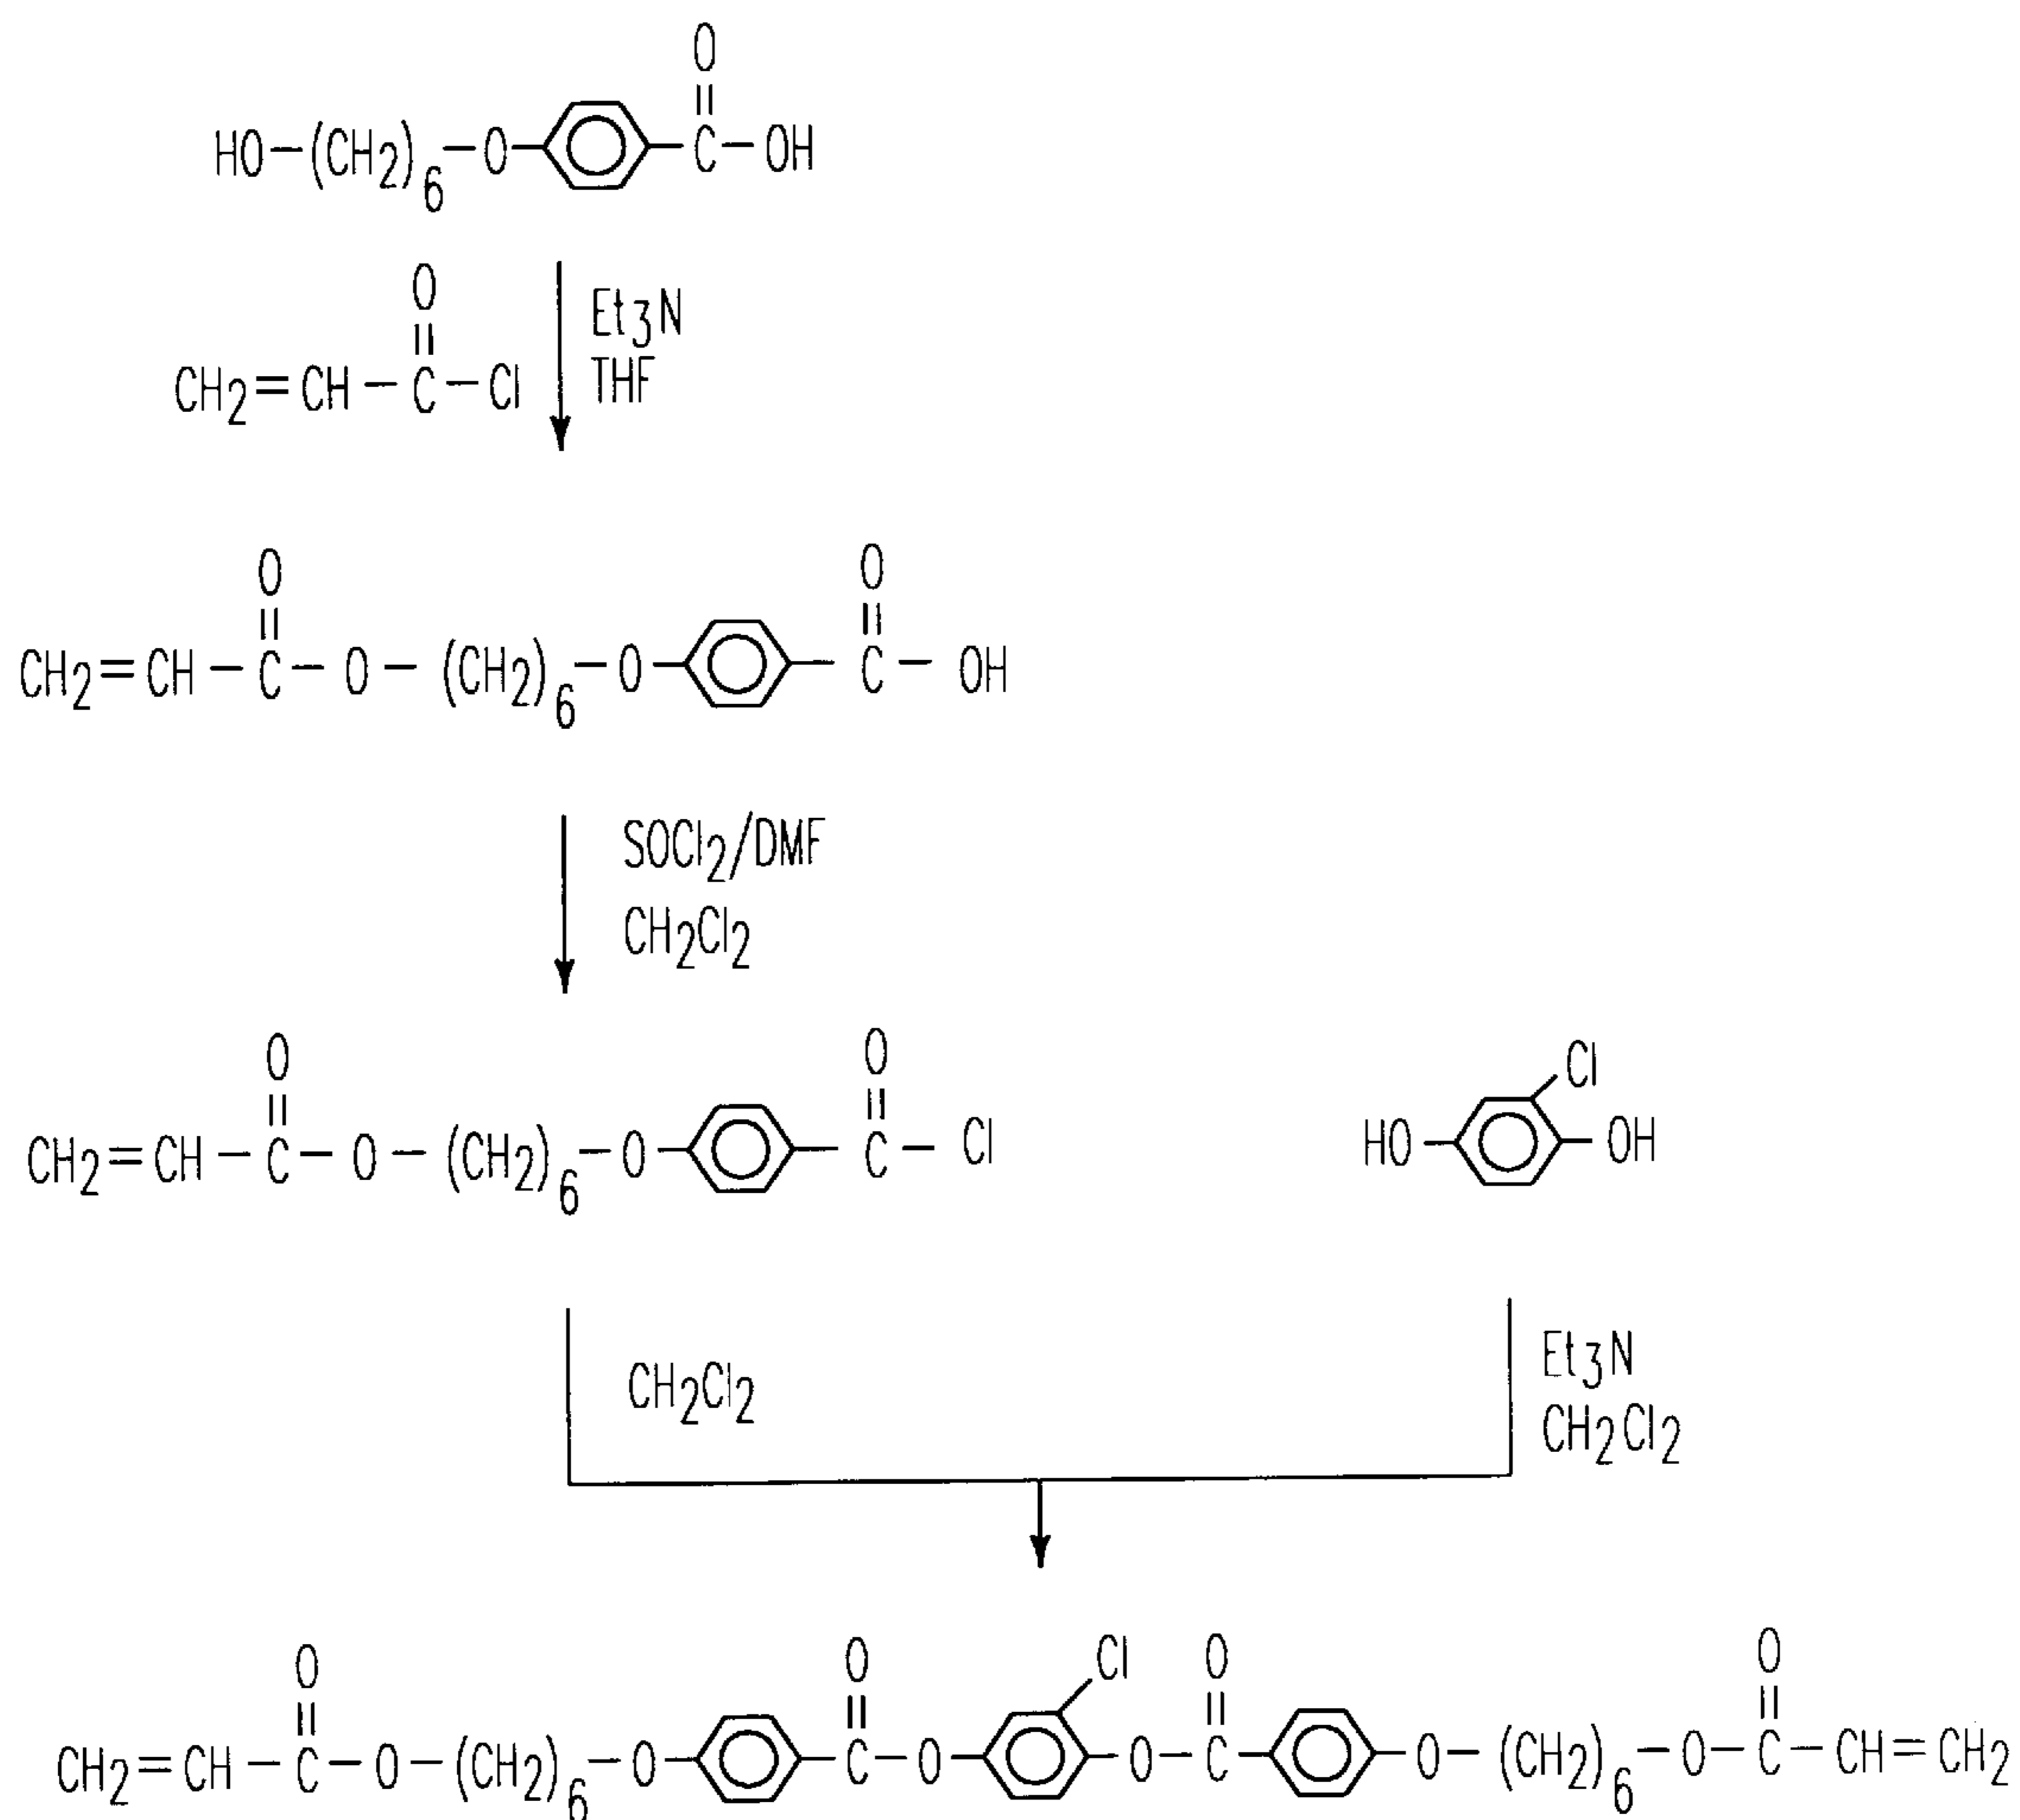 O
HO-(CH2)6-O-C-OH
O
CH2=CH-C-Cl
Et3N
THF
O O
CH2=CH-C-O-(CH2)6-O-C-OH
SOCl2/DMF
CH2Cl2
O O Cl
CH2=CH-C-O-(CH2)6-O-C-Cl HO-OH
CH2Cl2
Et3N
CH2Cl2
O O Cl O O
CH2=CH-C-O-(CH2)6-O-C-O-O-C-O-(CH2)6-O-C-CH=CH2